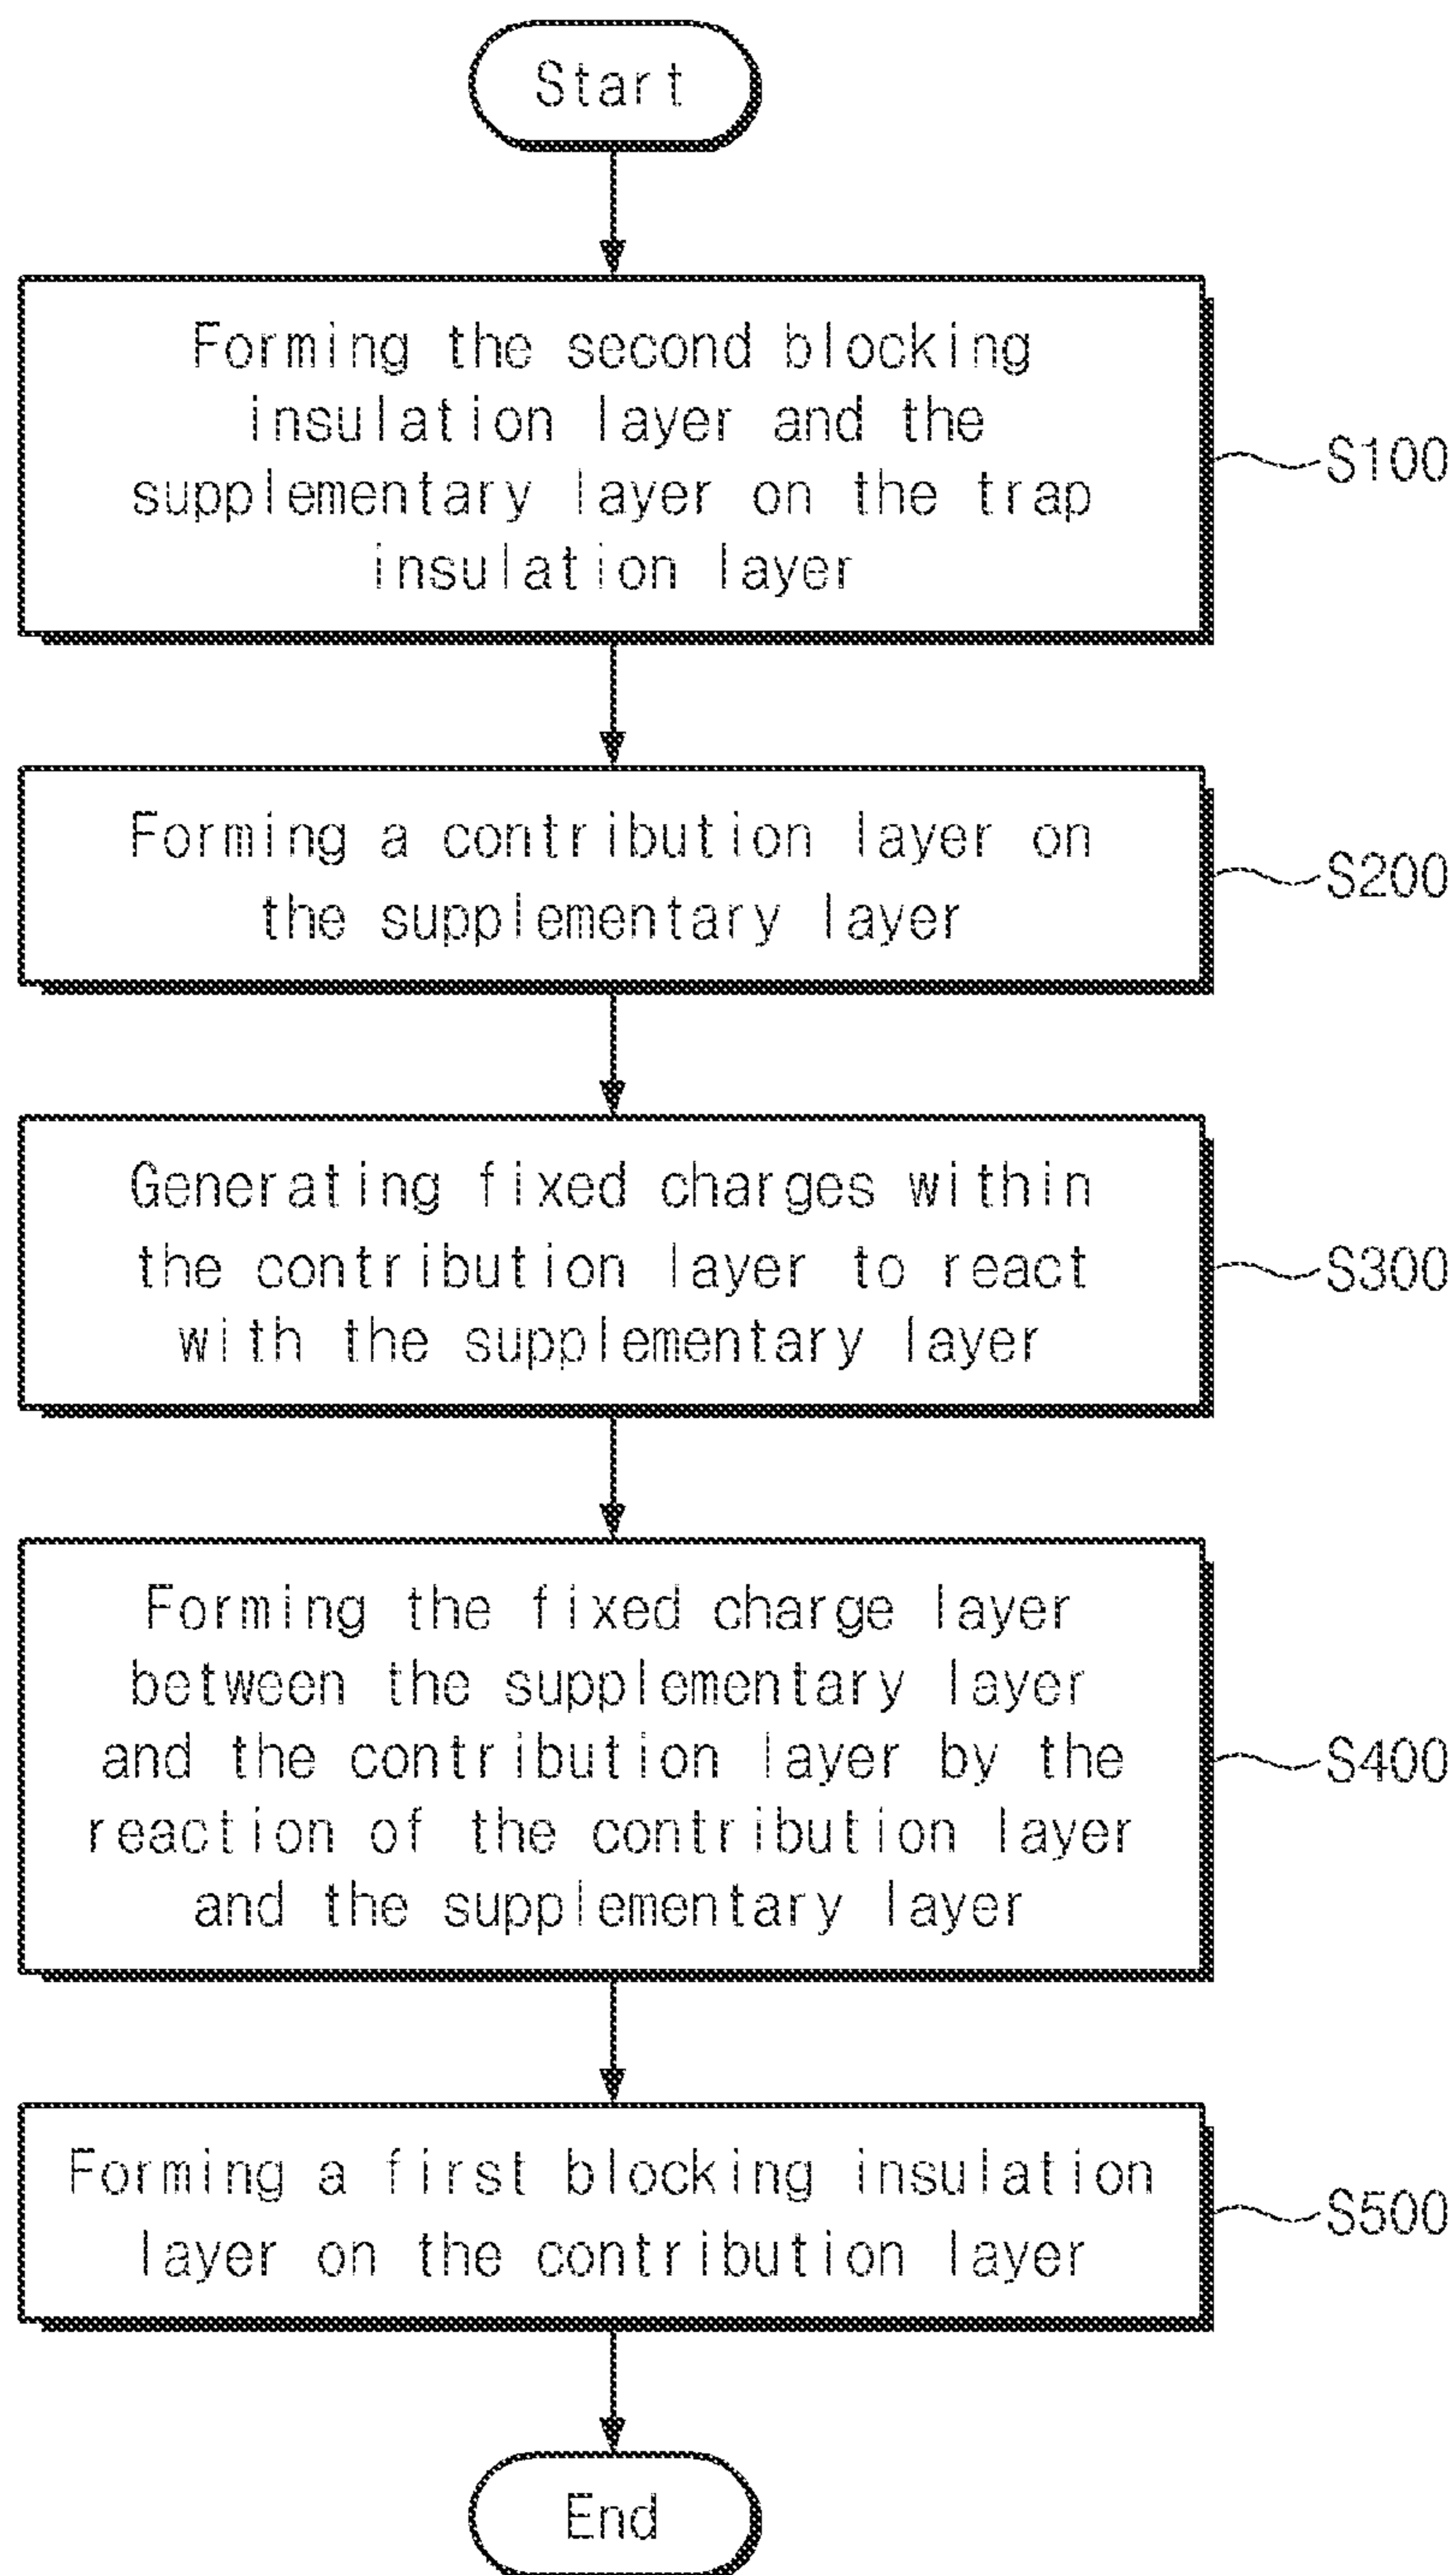 Start
Forming the second blocking
insulation layer and the
supplementary layer on the trap
insulation layer
S100
Forming a contribution layer on
the supplementary layer
S200
Generating fixed charges within
the contribution layer to react
with the supplementary layer
S300
Forming the fixed charge layer
between the supplementary layer
and the contribution layer by the
reaction of the contribution layer
and the supplementary layer
S400
Forming a first blocking insulation
layer on the contribution layer
S500
End